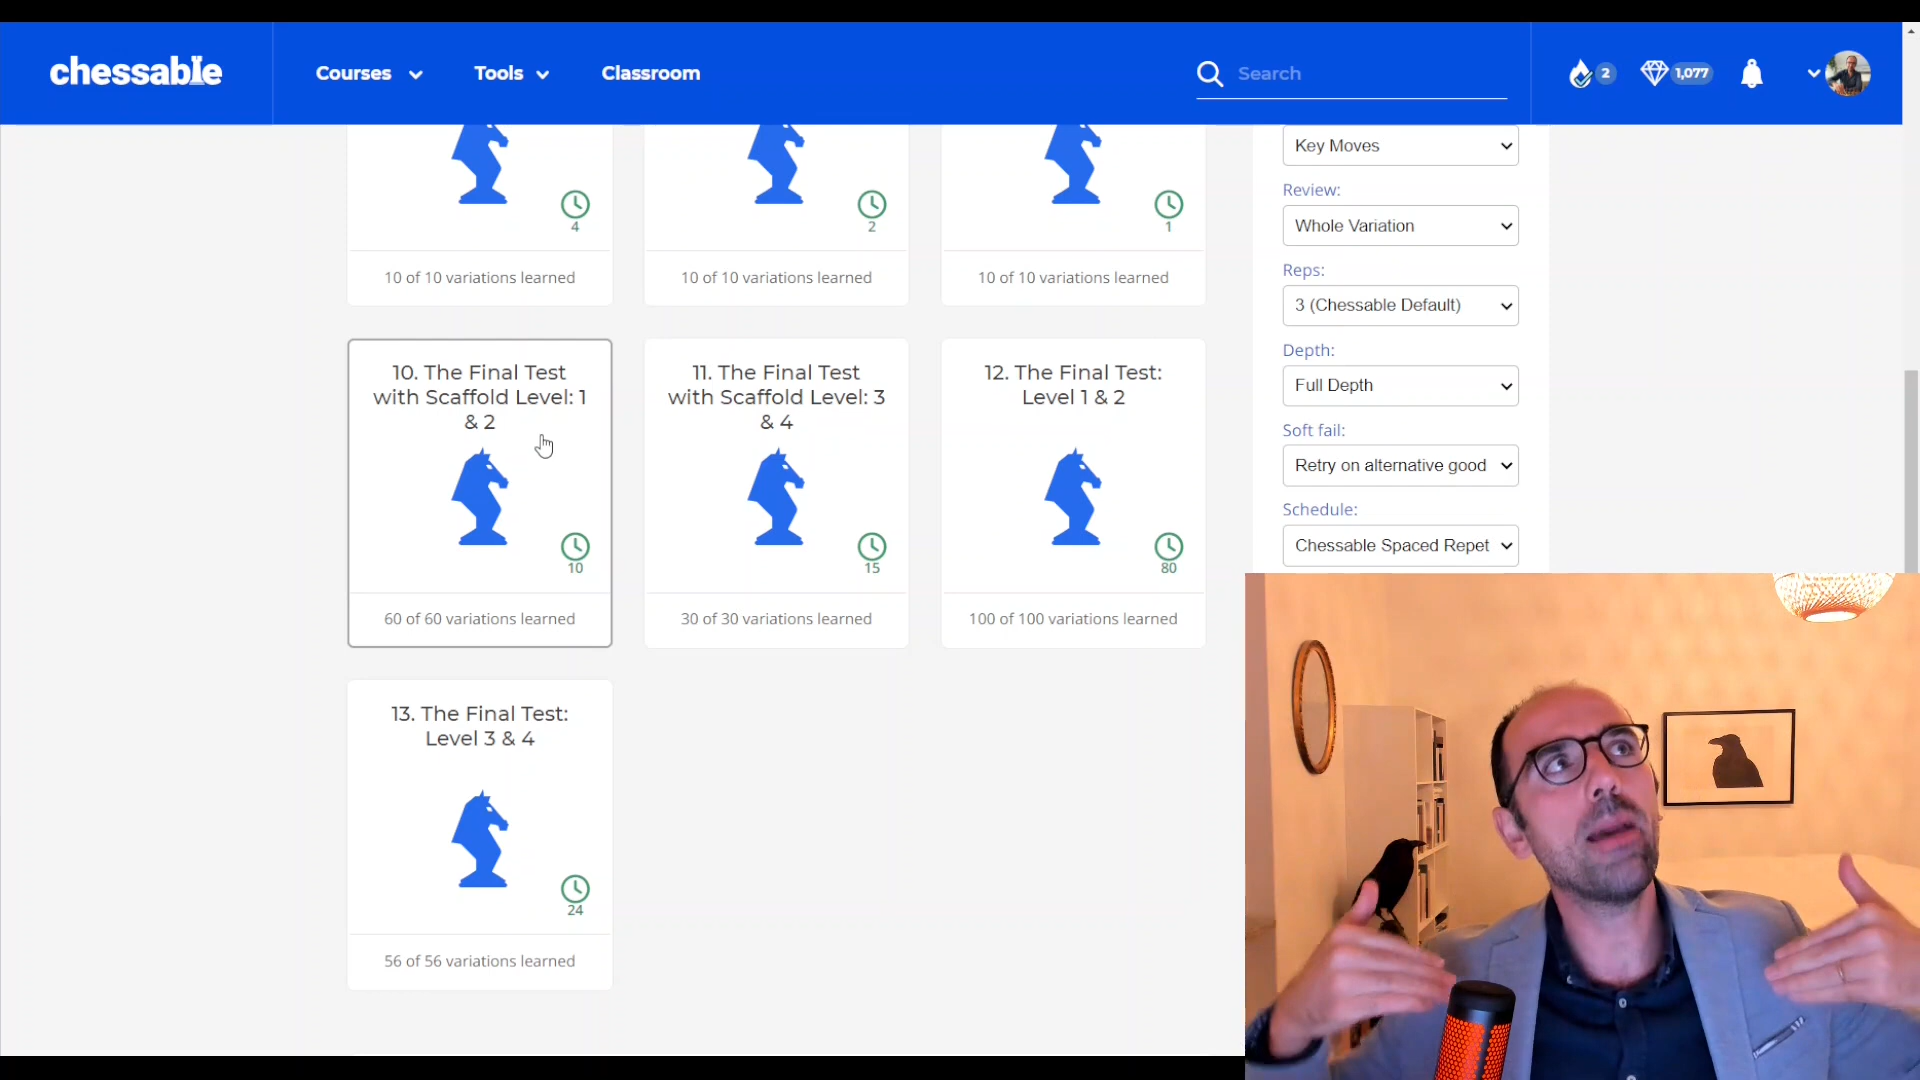 chessable
Courses
Tools
Classroom
Search
2
1,077
4
10 of 10 variations learned
2
10 of 10 variations learned
1
10 of 10 variations learned
Key Moves
Review:
Whole Variation
Reps:
3 (Chessable Default)
Depth:
Full Depth
Soft fail:
Retry on alternative good
Schedule:
Chessable Spaced Repet
10. The Final Test
with Scaffold Level: 1
& 2
10
60 of 60 variations learned
11. The Final Test
with Scaffold Level: 3
& 4
15
30 of 30 variations learned
12. The Final Test:
Level 1 & 2
80
100 of 100 variations learned
13. The Final Test:
Level 3 & 4
24
56 of 56 variations learned